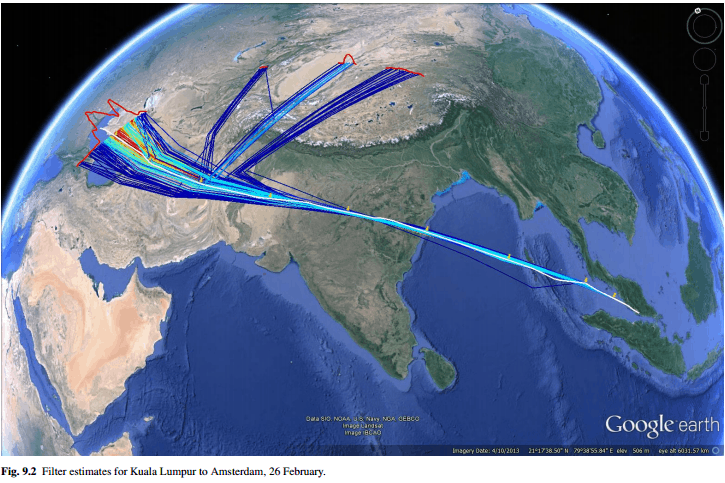 N
Data SIO, NOAA, U.S. Navy, NGA, GEBCO
Image Landsat
Image IBCAO
Google earth
Imagery Date: 4/10/2013 21°17'38.50" N 79°38'55.84" E elev 506 m eye alt 6031.57 km
Fig. 9.2 Filter estimates for Kuala Lumpur to Amsterdam, 26 February.